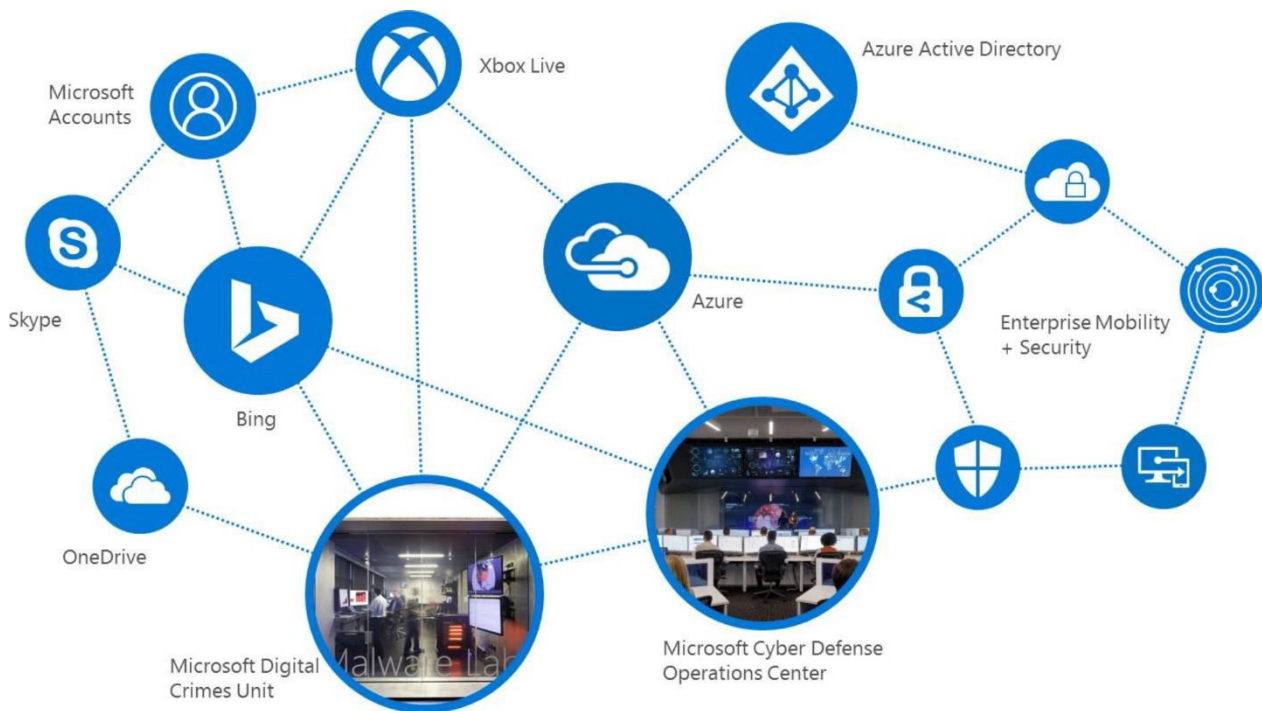 Xbox Live
Azure Active Directory
Microsoft
Accounts
Skype
Azure
Enterprise Mobility
+ Security
Bing
OneDrive
Malware Lab
Microsoft Digital
Crimes Unit
Microsoft Cyber Defense
Operations Center